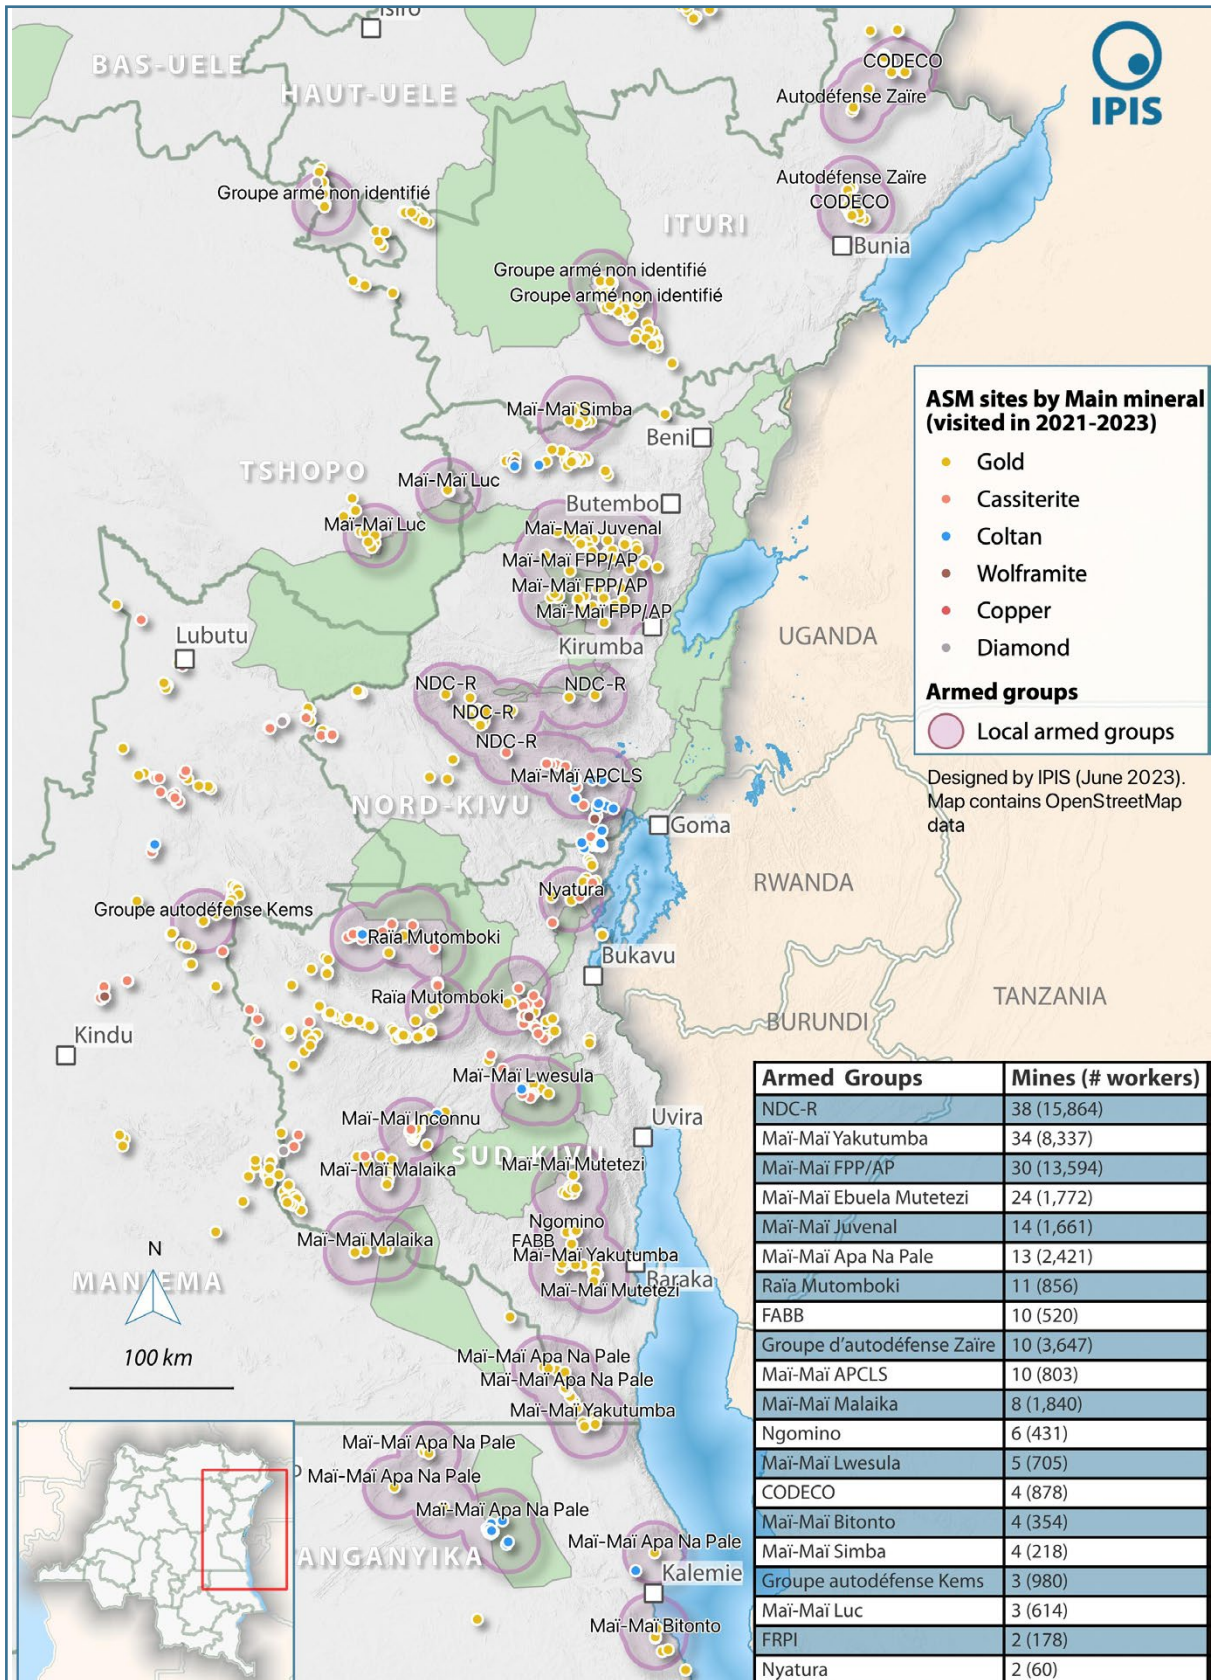 Isiro
BAS-UELE
HAUT-UELE
CODECO
Autodéfense Zaïre
IPIS
Groupe armé non identifié
Autodéfense Zaïre
CODECO
ITURI
Bunia
Groupe armé non identifié
Groupe armé non identifié
ASM sites by Main mineral
(visited in 2021-2023)
Gold
Cassiterite
Coltan
Wolframite
Copper
Diamond
Armed groups
Local armed groups
Designed by IPIS (June 2023).
Map contains OpenStreetMap
data
Maï-Maï Simba
Beni
TSHOPO
Maï-Maï Luc
Butembo
Maï-Maï Luc
Maï-Maï Juvenal
Maï-Maï FPP/AP
Maï-Maï FPP/AP
Maï-Maï FPP/AP
Lubutu
Kirumba
UGANDA
NDC-R
NDC-R
NDC-R
NDC-R
Maï-Maï APCLS
NORD-KIVU
Goma
RWANDA
Nyatura
Groupe autodéfense Kems
Raïa Mutomboki
Bukavu
Raïa Mutomboki
TANZANIA
BURUNDI
Kindu
Maï-Maï Lwesula
Maï-Maï Inconnu
Uvira
SUD-KIVU
Maï-Maï Malaika
Maï-Maï Mutetezi
Ngomino
FABB
Maï-Maï Malaika
Maï-Maï Yakutumba
Baraka
Maï-Maï Mutetezi
N
MANIEMA
100 km
Maï-Maï Apa Na Pale
Maï-Maï Apa Na Pale
Maï-Maï Yakutumba
Maï-Maï Apa Na Pale
Maï-Maï Apa Na Pale
Maï-Maï Apa Na Pale
ANGANYIKA
Maï-Maï Apa Na Pale
Kalemie
Maï-Maï Bitonto
Armed Groups Mines (# workers)
NDC-R 38 (15,864)
Maï-Maï Yakutumba 34 (8,337)
Maï-Maï FPP/AP 30 (13,594)
Maï-Maï Ebuela Mutetezi 24 (1,772)
Maï-Maï Juvenal 14 (1,661)
Maï-Maï Apa Na Pale 13 (2,421)
Raïa Mutomboki 11 (856)
FABB 10 (520)
Groupe d'autodéfense Zaïre 10 (3,647)
Maï-Maï APCLS 10 (803)
Maï-Maï Malaika 8 (1,840)
Ngomino 6 (431)
Maï-Maï Lwesula 5 (705)
CODECO 4 (878)
Maï-Maï Bitonto 4 (354)
Maï-Maï Simba 4 (218)
Groupe autodéfense Kems 3 (980)
Maï-Maï Luc 3 (614)
FRPI 2 (178)
Nyatura 2 (60)